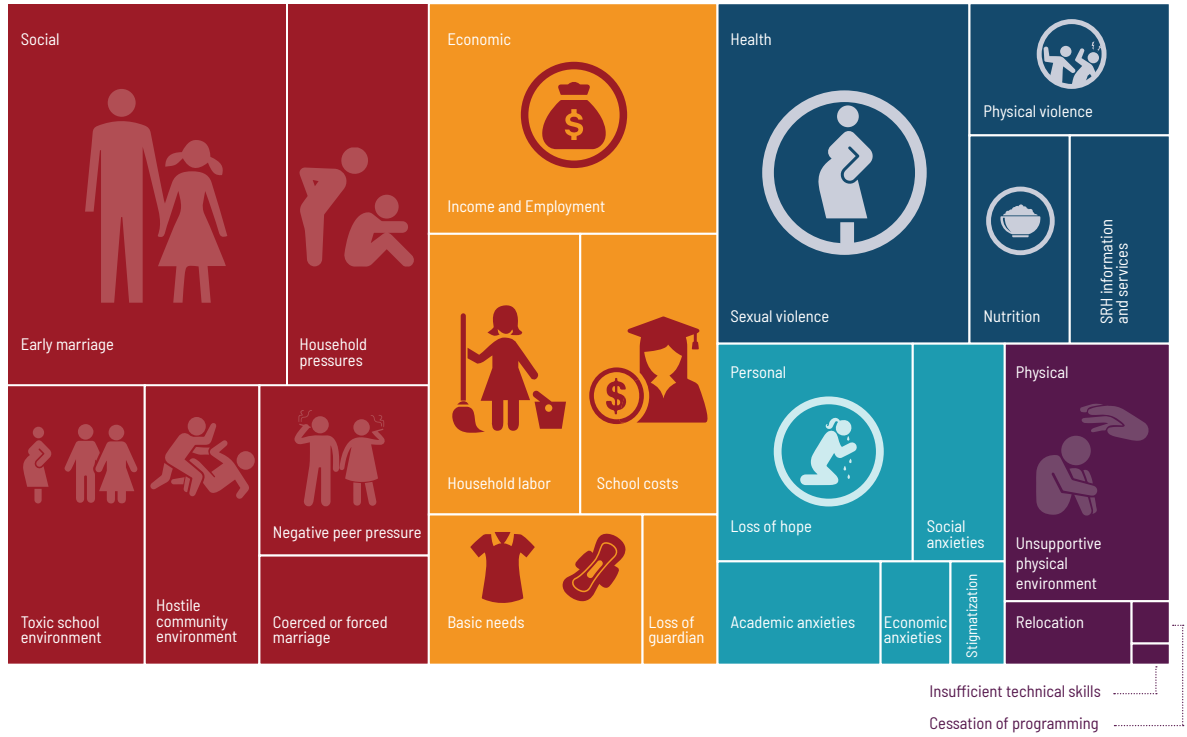 Social
Early marriage
Household
pressures
Toxic school
environment
Hostile
community
environment
Negative peer pressure
Coerced or forced
marriage
Economic
$
Income and Employment
Household labor
$
School costs
Basic needs
Loss of
guardian
Health
Sexual violence
Physical violence
Nutrition
SRH information
and services
Personal
Loss of hope
Social
anxieties
Academic anxieties
Economic
anxieties
Stigmatization
Physical
Unsupportive
physical
environment
Relocation
Insufficient technical skills
Cessation of programming